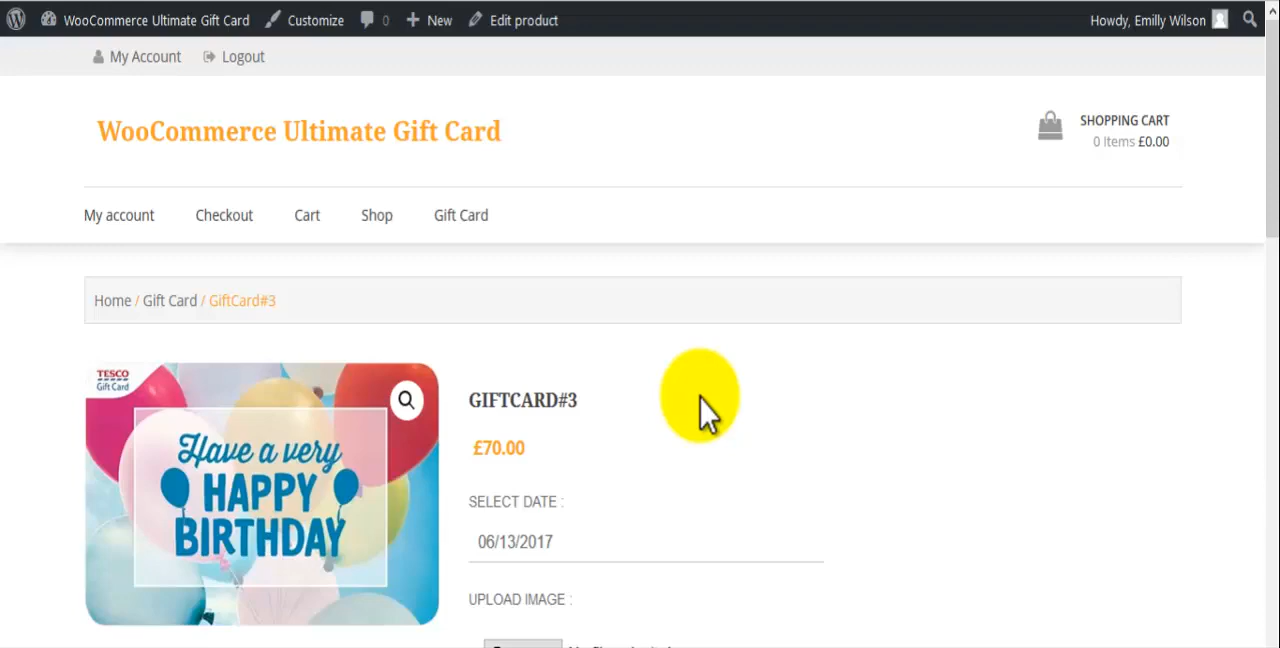 WooCommerce Ultimate Gift Card Customize 0 New Edit product Howdy, Emilly Wilson
My Account Logout
WooCommerce Ultimate Gift Card
SHOPPING CART
0 Items £0.00
My account Checkout Cart Shop Gift Card
Home / Gift Card / GiftCard#3
TESCO
Gift Card
Have a very
HAPPY
BIRTHDAY
GIFTCARD#3
£70.00
SELECT DATE :
06/13/2017
UPLOAD IMAGE :